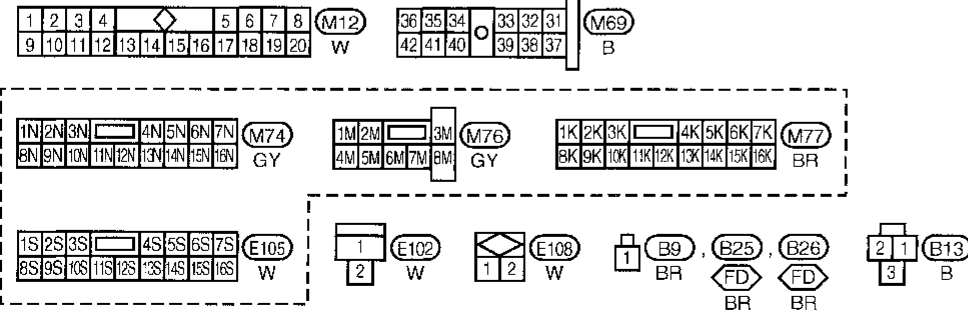 1 2 3 4 5 6 7 8 M12
9 10 11 12 13 14 15 16 17 18 19 20 W
36 35 34 33 32 31 M69
42 41 40 39 38 37 B
1N 2N 3N 4N 5N 6N 7N M74
8N 9N 10N 11N 12N 13N 14N 15N 16N GY
1M 2M 3M M76
4M 5M 6M 7M 8M GY
1K 2K 3K 4K 5K 6K 7K M77
8K 9K 10K 11K 12K 13K 14K 15K 16K BR
1S 2S 3S 4S 5S 6S 7S E105
8S 9S 10S 11S 12S 13S 14S 15S 16S W
1 E102
2 W
E108
1 2 W
1 B9 , B25 , B26
BR FD FD
BR BR
2 1 B13
3 B